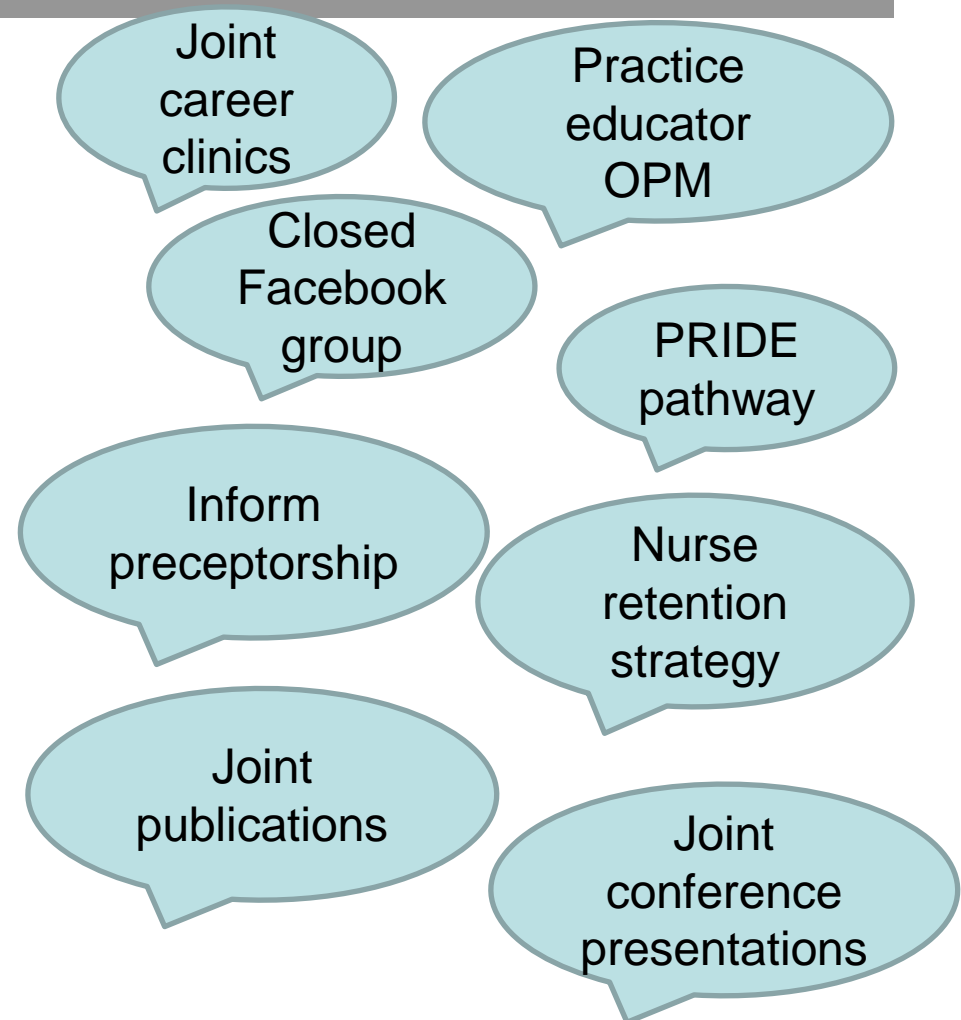 Joint
career
clinics
Practice
educator
OPM
Closed
Facebook
group
PRIDE
pathway
Inform
preceptorship
Nurse
retention
strategy
Joint
publications
Joint
conference
presentations